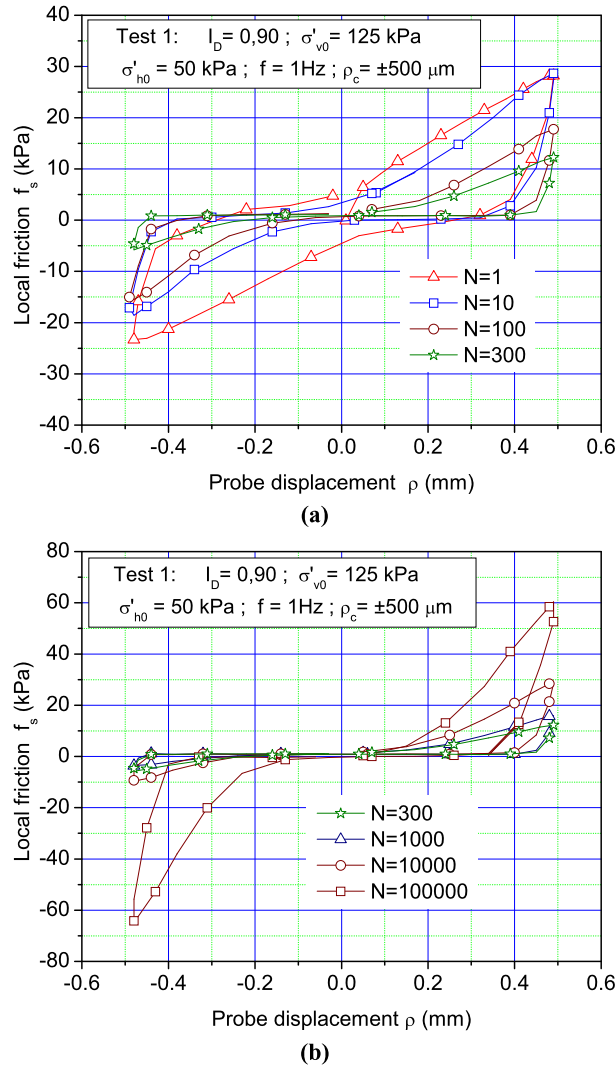 Test 1: I_D= 0,90 ; σ'_v0= 125 kPa
σ'_h0= 50 kPa ; f = 1Hz ; ρ_c= ±500 μm
40
30
20
10
0
-10
-20
-30
-40
Local friction f_s (kPa)
N=1
N=10
N=100
N=300
-0.6 -0.4 -0.2 0.0 0.2 0.4 0.6
Probe displacement ρ (mm)
(a)
Test 1: I_D= 0,90 ; σ'_v0= 125 kPa
σ'_h0= 50 kPa ; f = 1Hz ; ρ_c= ±500 μm
80
60
40
20
0
-20
-40
-60
-80
Local friction f_s (kPa)
N=300
N=1000
N=10000
N=100000
-0.6 -0.4 -0.2 0.0 0.2 0.4 0.6
Probe displacement ρ (mm)
(b)